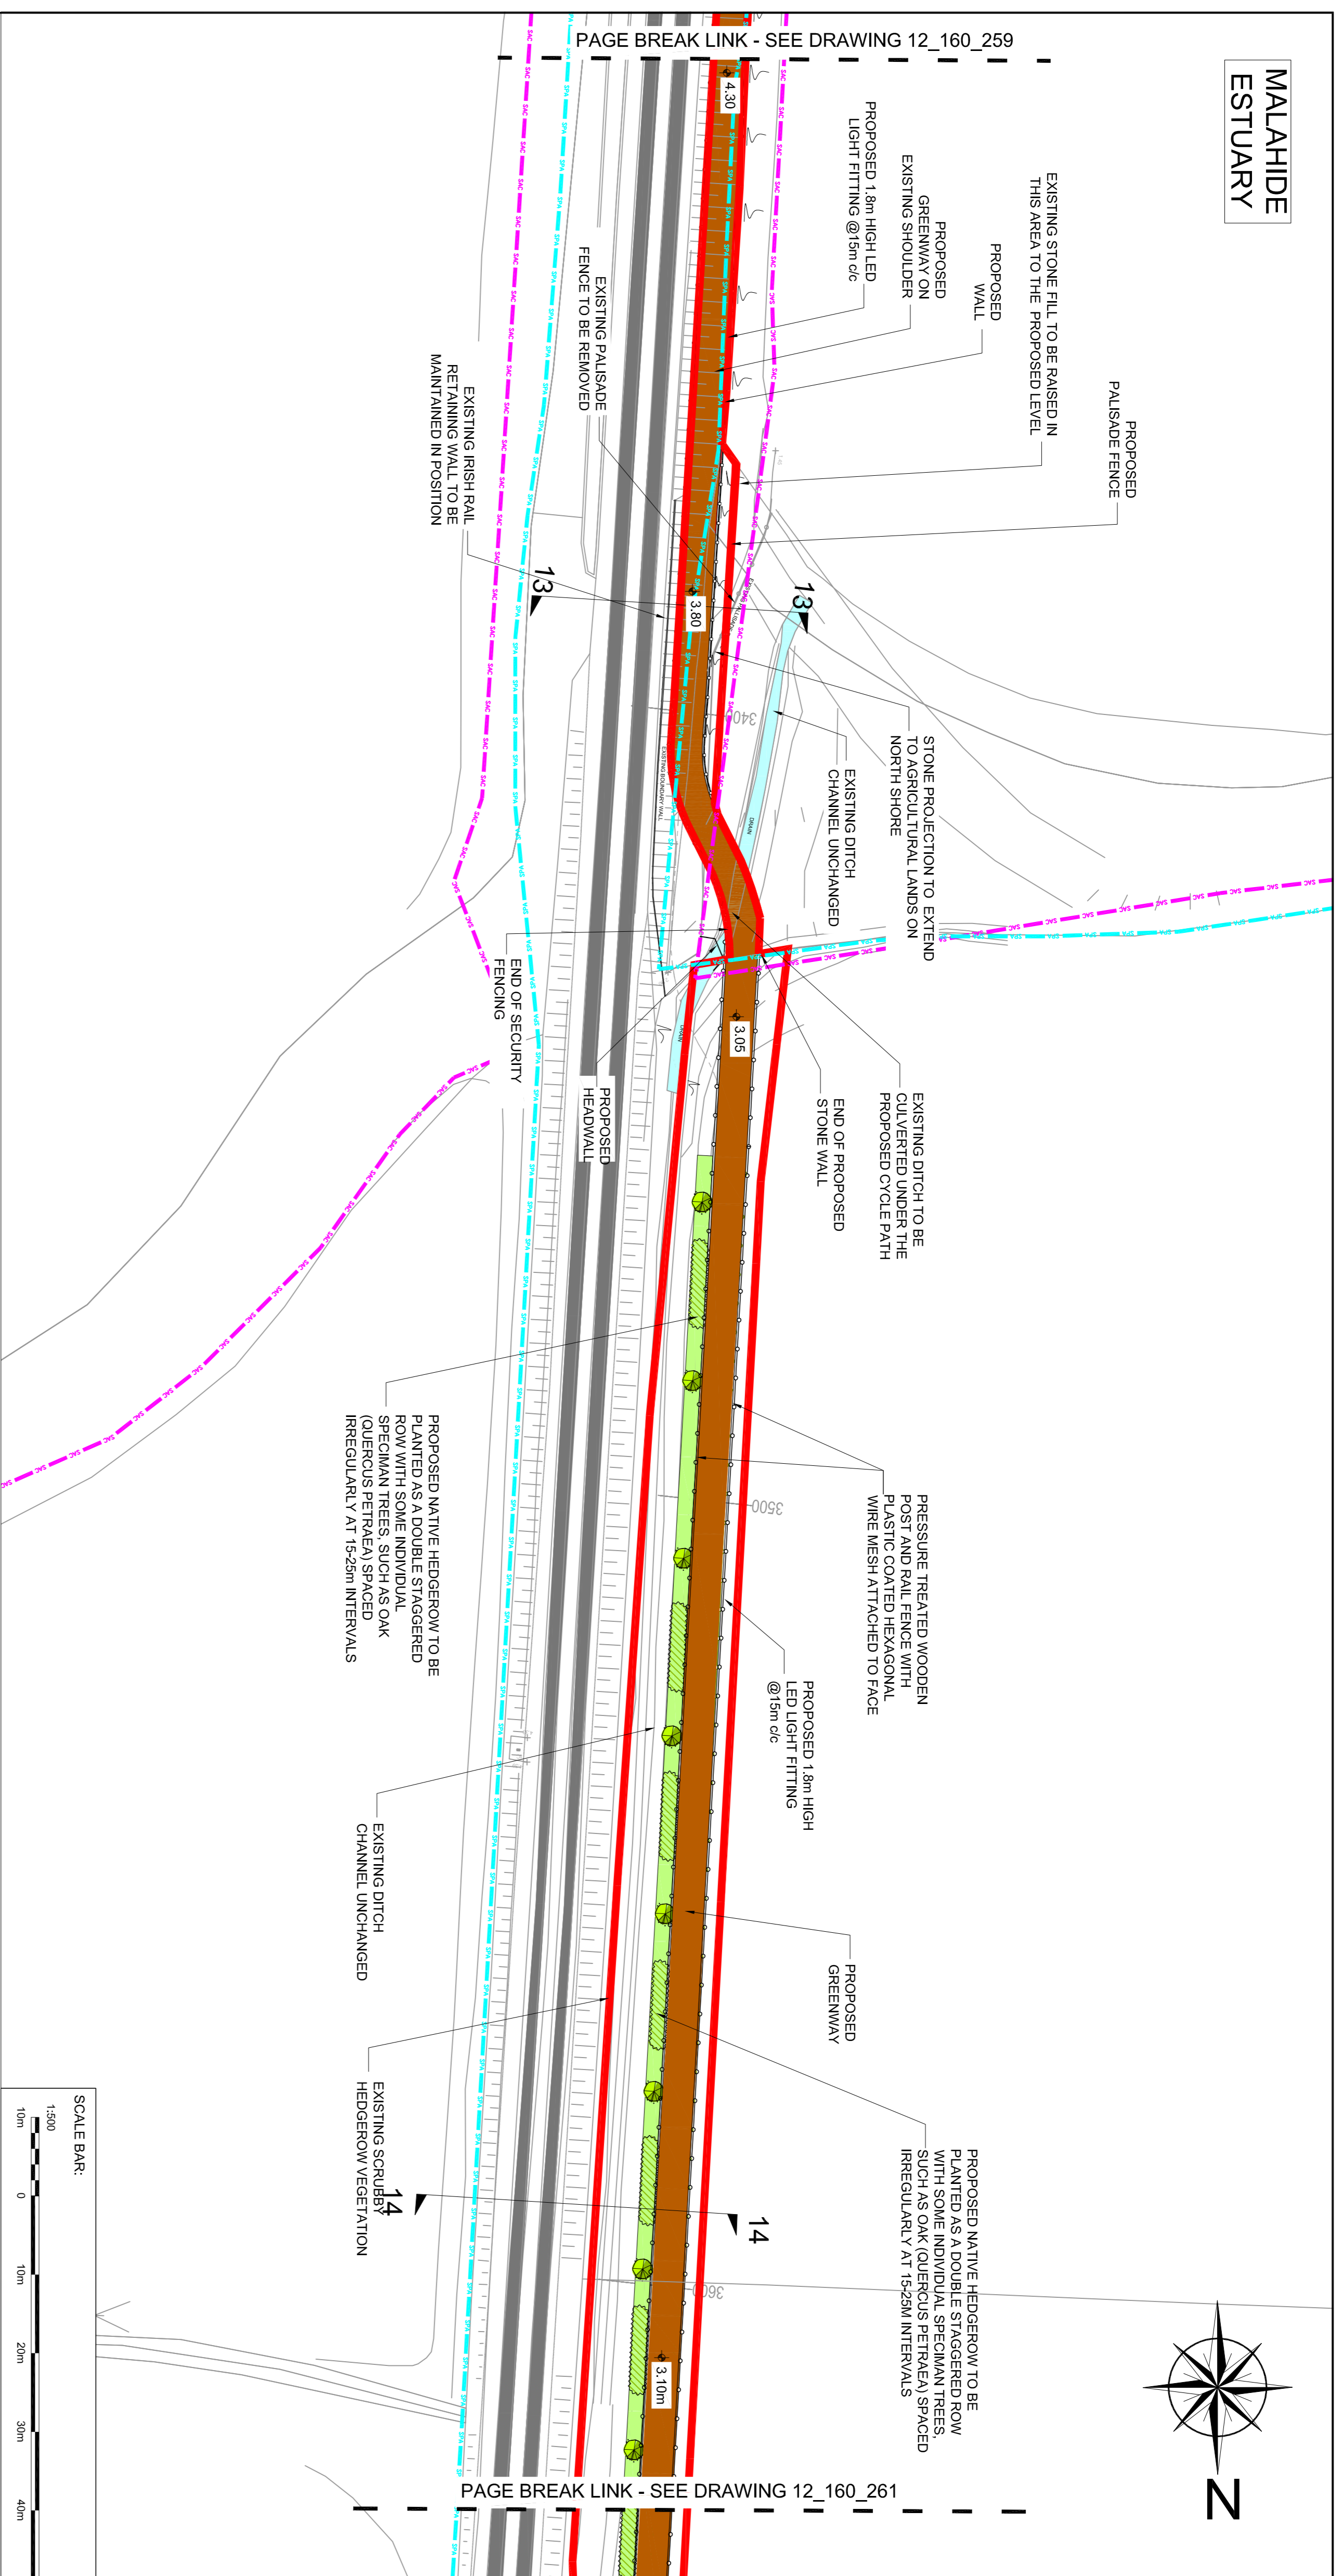 PAGE BREAK LINK - SEE DRAWING 12_160_259
MALAHIDE
ESTUARY
4.30
PROPOSED 1.8m HIGH LED
LIGHT FITTING @15m c/c
PROPOSED
GREENWAY ON
EXISTING SHOULDER
PROPOSED
WALL
EXISTING STONE FILL TO BE RAISED IN
THIS AREA TO THE PROPOSED LEVEL
PROPOSED
PALISADE FENCE
EXISTING PALISADE
FENCE TO BE REMOVED
EXISTING IRISH RAIL
RETAINING WALL TO BE
MAINTAINED IN POSITION
13
13
3.80
3400
EXISTING BOUNDARY WALL
DRAIN
STONE PROJECTION TO EXTEND
TO AGRICULTURAL LANDS ON
NORTH SHORE
EXISTING DITCH
CHANNEL UNCHANGED
END OF SECURITY
FENCING
PROPOSED
HEADWALL
DRAIN
3.05
END OF PROPOSED
STONE WALL
EXISTING DITCH TO BE
CULVERTED UNDER THE
PROPOSED CYCLE PATH
SAC
SPA
PROPOSED NATIVE HEDGEROW TO BE
PLANTED AS A DOUBLE STAGGERED
ROW WITH SOME INDIVIDUAL
SPECIMAN TREES, SUCH AS OAK
(QUERCUS PETRAEA) SPACED
IRREGULARLY AT 15-25m INTERVALS
PRESSURE TREATED WOODEN
POST AND RAIL FENCE WITH
PLASTIC COATED HEXAGONAL
WIRE MESH ATTACHED TO FACE
3500
PROPOSED 1.8m HIGH
LED LIGHT FITTING
@15m c/c
EXISTING DITCH
CHANNEL UNCHANGED
PROPOSED
GREENWAY
EXISTING SCRUBBY
HEDGEROW VEGETATION
14
14
PROPOSED NATIVE HEDGEROW TO BE
PLANTED AS A DOUBLE STAGGERED ROW
WITH SOME INDIVIDUAL SPECIMAN TREES,
SUCH AS OAK (QUERCUS PETRAEA) SPACED
IRREGULARLY AT 15-25M INTERVALS
3600
3.10m
N
PAGE BREAK LINK - SEE DRAWING 12_160_261
SCALE BAR:
1:500
10m 0 10m 20m 30m 40m